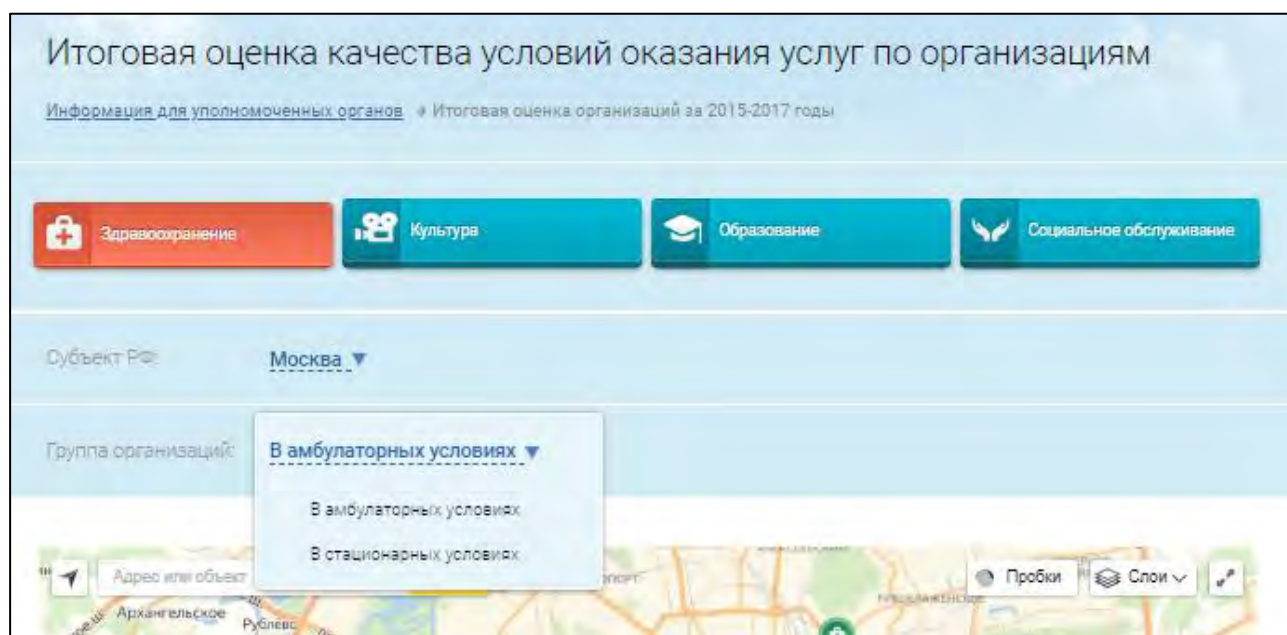 Итоговая оценка качества условий оказания услуг по организациям
Информация для уполномоченных органов » Итоговая оценка организаций за 2015-2017 годы
Здравоохранение
Культура
Образование
Социальное обслуживание
Субъект РФ:
Москва
Группа организаций:
В амбулаторных условиях
В амбулаторных условиях
В стационарных условиях
Адрес или объект
Пробки
Слои
Архангельское